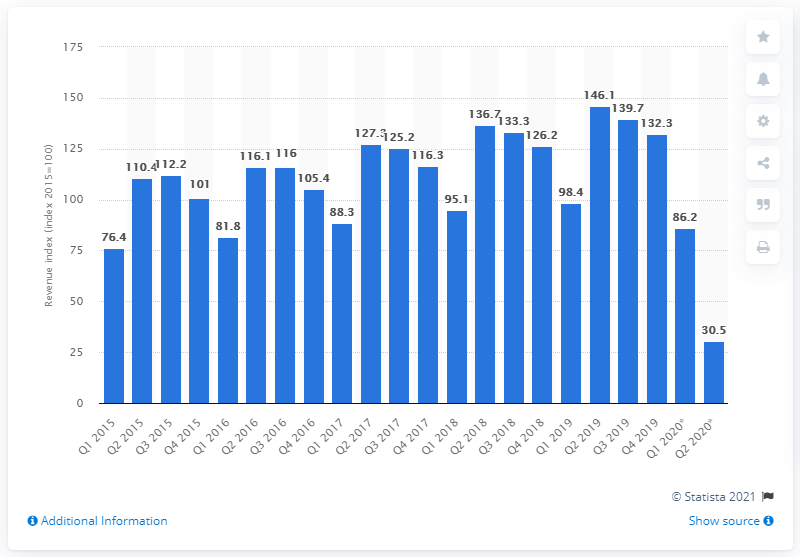 Revenue index (Index 2015=100)
175
150
125
100
75
50
25
0
76.4
110.4
112.2
101
81.8
116.1
116
105.4
88.3
127.3
125.2
116.3
95.1
136.7
133.3
126.2
98.4
146.1
139.7
132.3
86.2
30.5
Q1 2015
Q2 2015
Q3 2015
Q4 2015
Q1 2016
Q2 2016
Q3 2016
Q4 2016
Q1 2017
Q2 2017
Q3 2017
Q4 2017
Q1 2018
Q2 2018
Q3 2018
Q4 2018
Q1 2019
Q2 2019
Q3 2019
Q4 2019
Q1 2020*
Q2 2020*
© Statista 2021
Additional Information
Show source